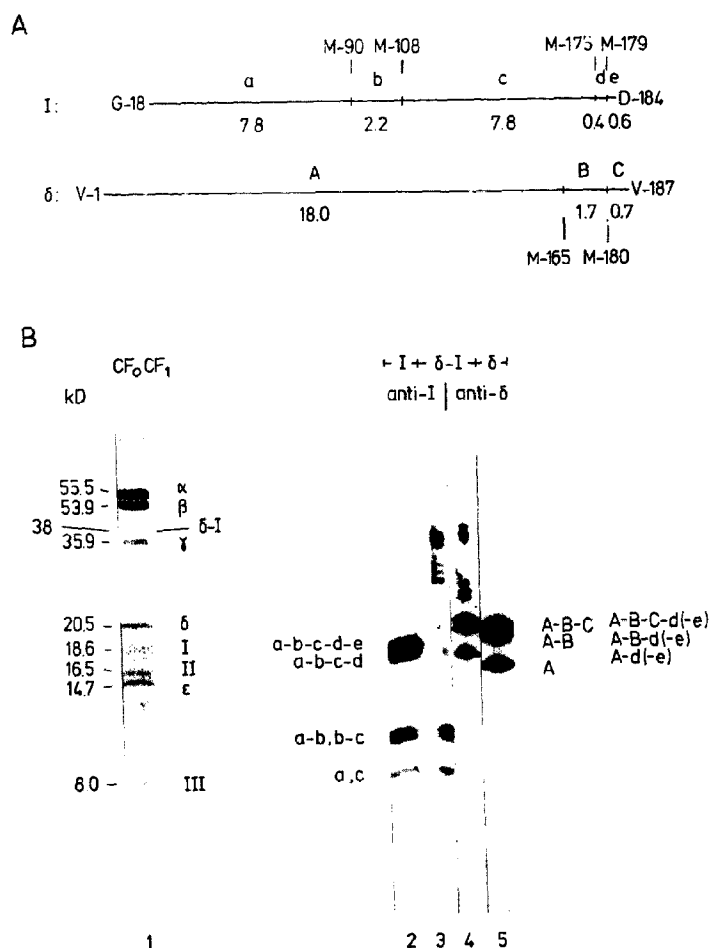 A
M-90 M-108 M-175 M-179
a b c d e
I: G-18 D-184
7.8 2.2 7.8 0.4 0.6
A B C
δ: V-1 V-187
18.0 1.7 0.7
M-165 M-180
B
CF₀CF₁ I δ-I δ
kD anti-I anti-δ
55.5 α
53.9 β
38 δ-I
35.9 γ
20.5 δ A-B-C A-B-C-d(-e)
18.6 I a-b-c-d-e A-B A-B-d(-e)
16.5 II a-b-c-d A A-d(-e)
14.7 ε
a-b,b-c
8.0 III a,c
1 2 3 4 5